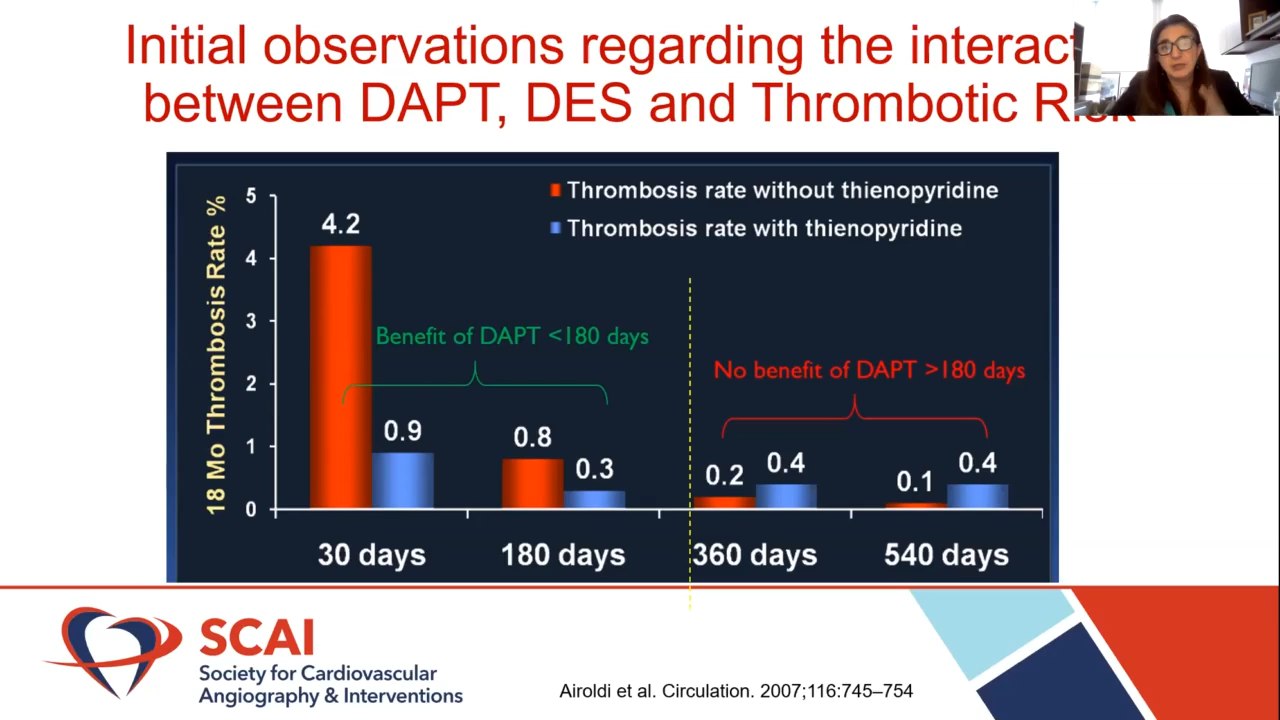 Initial observations regarding the
between DAPT, DES and Thrombotic
Thrombosis rate without thienopyridine
Thrombosis rate with thienopyridine
18 Mo Thrombosis Rate %
5
4
3
2
1
0
4.2
0.9
0.8
0.3
0.2
0.4
0.1
0.4
Benefit of DAPT <180 days
No benefit of DAPT >180 days
30 days 180 days 360 days 540 days
SCAI
Society for Cardiovascular
Angiography & Interventions
Airoldi et al. Circulation. 2007;116:745–754